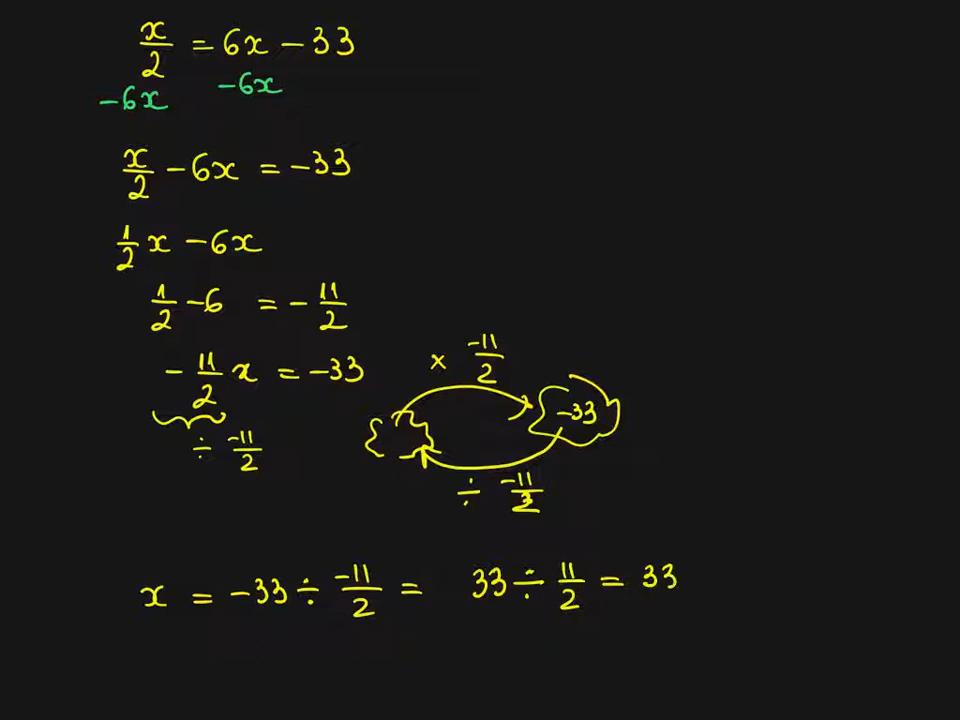 x/2 = 6x − 33
−6x −6x
x/2 − 6x = −33
1/2 x − 6x
1/2 − 6 = − 11/2
− 11/2 x = −33
÷ −11/2
× −11/2
−33
÷ −11/2
x = −33 ÷ −11/2 = 33 ÷ 11/2 = 33